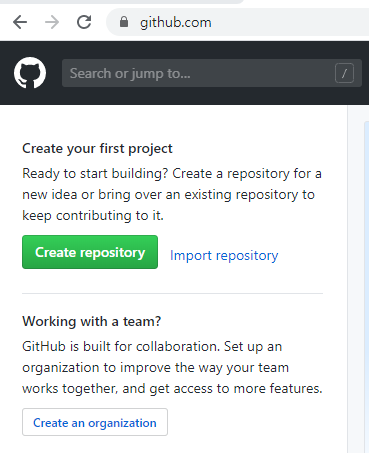 github.com
Search or jump to...
/
Create your first project
Ready to start building? Create a repository for a
new idea or bring over an existing repository to
keep contributing to it.
Create repository
Import repository
Working with a team?
GitHub is built for collaboration. Set up an
organization to improve the way your team
works together, and get access to more features.
Create an organization